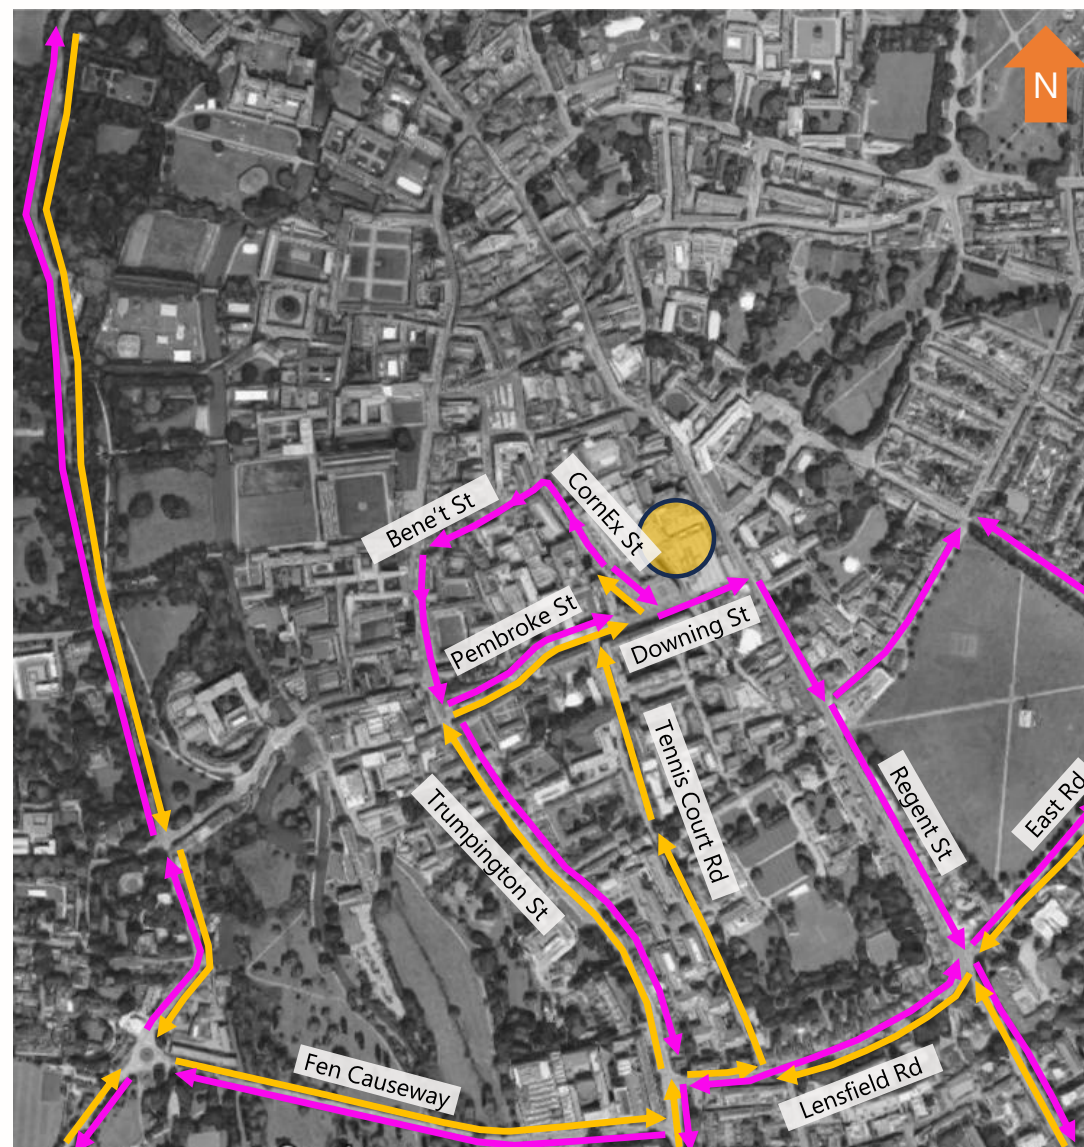 N
CornEx St
Bene't St
Pembroke St
Downing St
Tennis Court Rd
Regent St
East Rd
Trumpington St
Fen Causeway
Lensfield Rd